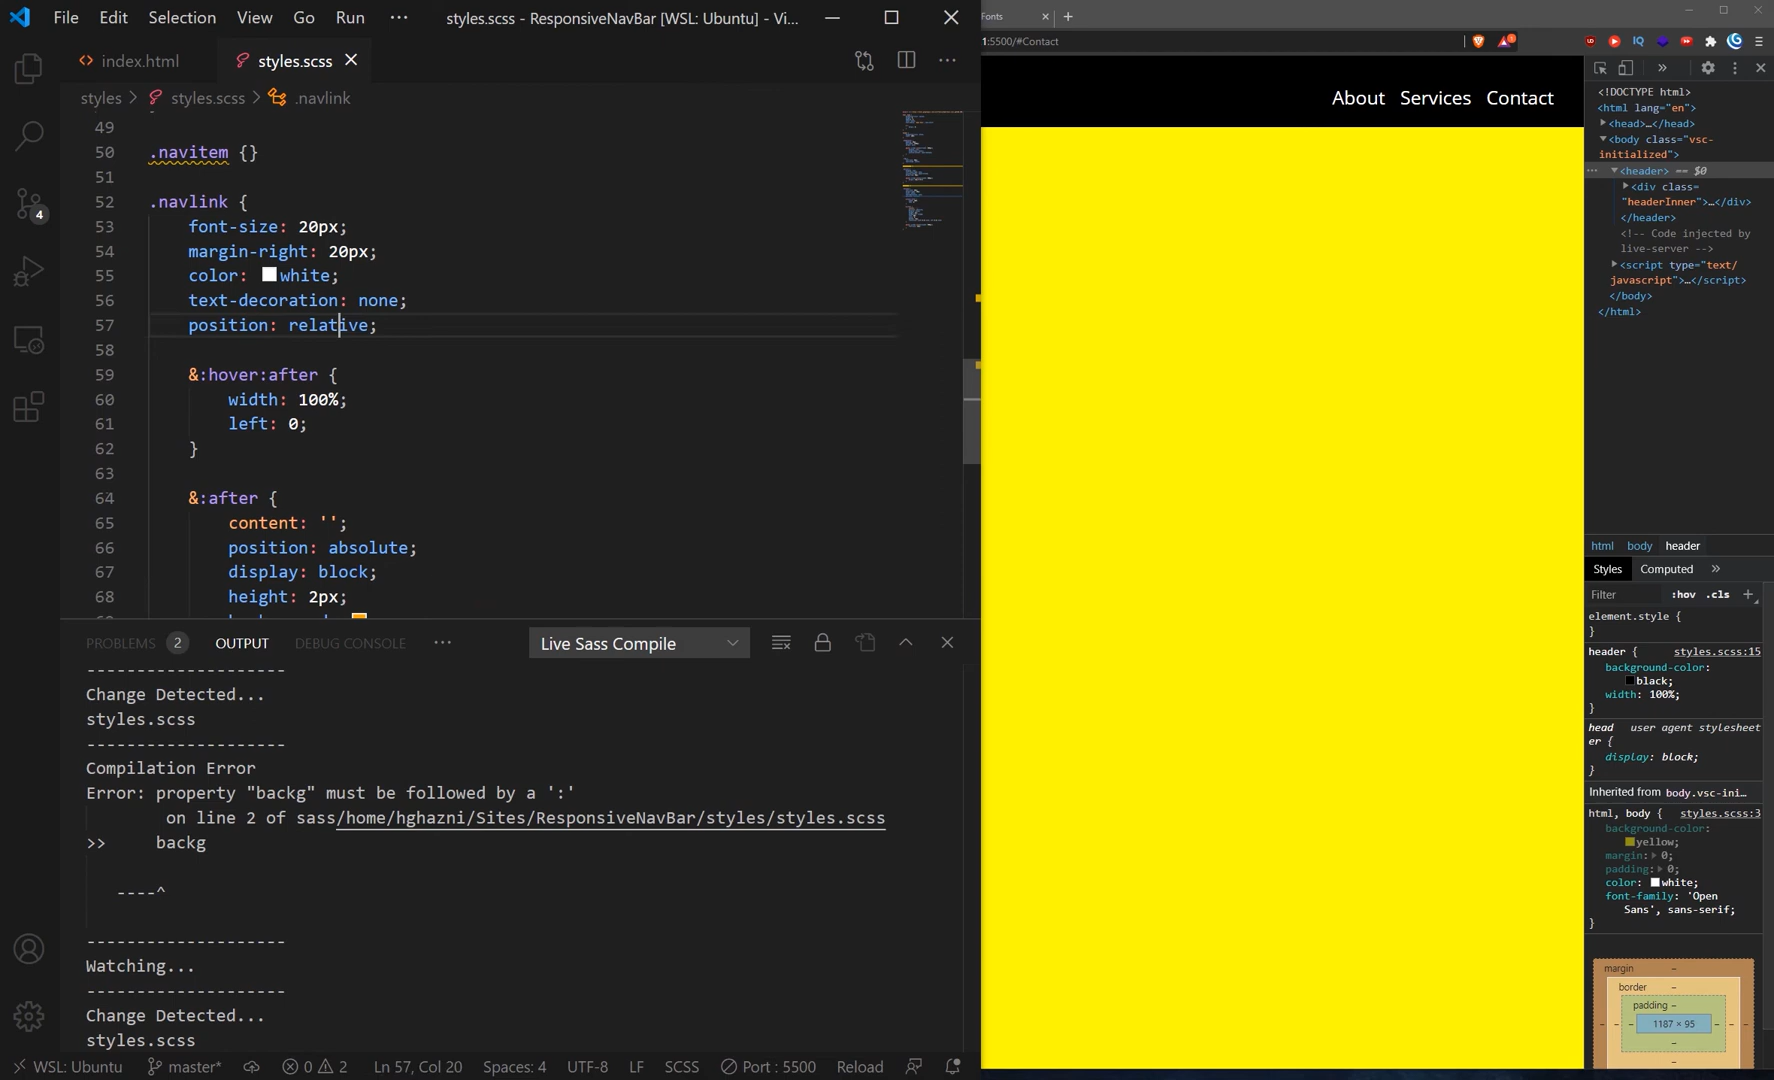 File Edit Selection View Go Run ··· styles.scss - ResponsiveNavBar [WSL: Ubuntu] - Vi...
index.html styles.scss
styles > styles.scss > .navlink
49
50 .navitem {}
51
52 .navlink {
53 font-size: 20px;
54 margin-right: 20px;
55 color: white;
56 text-decoration: none;
57 position: relative;
58
59 &:hover:after {
60 width: 100%;
61 left: 0;
62 }
63
64 &:after {
65 content: '';
66 position: absolute;
67 display: block;
68 height: 2px;
PROBLEMS 2 OUTPUT DEBUG CONSOLE ··· Live Sass Compile
--------------------
Change Detected...
styles.scss
--------------------
Compilation Error
Error: property "backg" must be followed by a ':'
on line 2 of sass/home/hghazni/Sites/ResponsiveNavBar/styles/styles.scss
>> backg
----^
--------------------
Watching...
--------------------
Change Detected...
styles.scss
4
WSL: Ubuntu master* 0 2 Ln 57, Col 20 Spaces: 4 UTF-8 LF SCSS Port : 5500 Reload
Fonts
1:5500/#Contact
About Services Contact
<!DOCTYPE html>
<html lang="en">
<head>…</head>
<body class="vsc-
initialized">
··· <header> == $0
<div class=
"headerInner">…</div>
</header>
<!-- Code injected by
live-server -->
<script type="text/
javascript">…</script>
</body>
</html>
html body header
Styles Computed »
Filter :hov .cls +
element.style {
}
header { styles.scss:15
background-color:
black;
width: 100%;
}
head user agent stylesheet
er {
display: block;
}
Inherited from body.vsc-ini…
html, body { styles.scss:3
background-color:
yellow;
margin: 0;
padding: 0;
color: white;
font-family: 'Open
Sans', sans-serif;
}
margin –
border –
padding –
– – – 1187 × 95 – – –
–
–
–